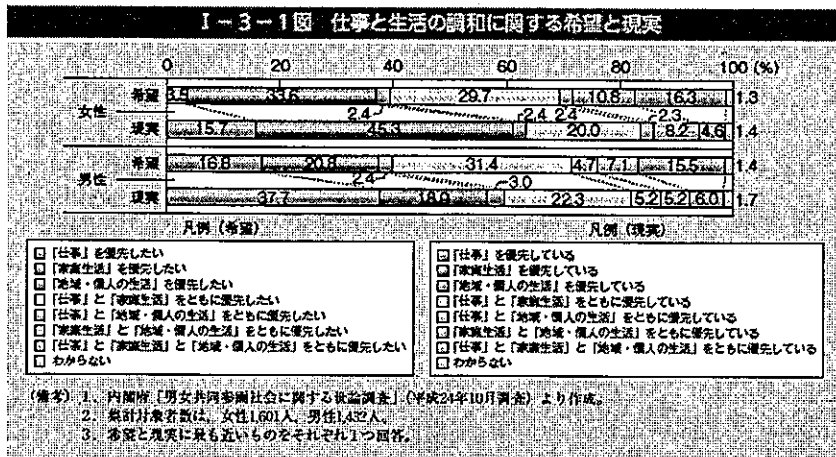 I－3－1図　仕事と生活の調和に関する希望と現実
0 20 40 60 80 100 (%)
女性
希望 3.5 33.6 2.4 29.7 2.4 10.8 16.3 1.3
現実 15.7 45.3 2.4 20.0 2.3 8.2 4.6 1.4
男性
希望 16.8 20.8 2.4 31.4 4.7 7.1 15.5 1.4
現実 37.7 18.9 3.0 22.3 5.2 5.2 6.0 1.7
凡例（希望）
「仕事」を優先したい
「家庭生活」を優先したい
「地域・個人の生活」を優先したい
「仕事」と「家庭生活」をともに優先したい
「仕事」と「地域・個人の生活」をともに優先したい
「家庭生活」と「地域・個人の生活」をともに優先したい
「仕事」と「家庭生活」と「地域・個人の生活」をともに優先したい
わからない
凡例（現実）
「仕事」を優先している
「家庭生活」を優先している
「地域・個人の生活」を優先している
「仕事」と「家庭生活」をともに優先している
「仕事」と「地域・個人の生活」をともに優先している
「家庭生活」と「地域・個人の生活」をともに優先している
「仕事」と「家庭生活」と「地域・個人の生活」をともに優先している
わからない
（備考）1．内閣府「男女共同参画社会に関する世論調査」（平成24年10月調査）より作成。
2．集計対象者数は，女性1,601人，男性1,432人。
3．希望と現実に最も近いものをそれぞれ1つ回答。